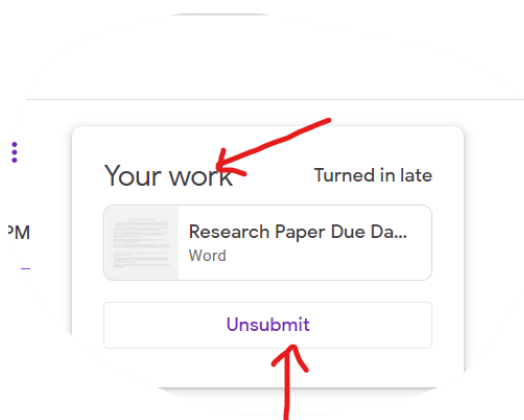 Your work
Turned in late
PM
Research Paper Due Da...
Word
Unsubmit